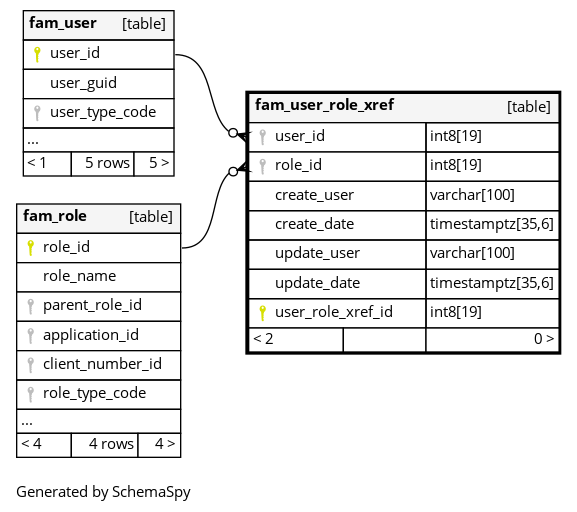 fam_user [table]
user_id
user_guid
user_type_code
...
< 1 5 rows 5 >
fam_role [table]
role_id
role_name
parent_role_id
application_id
client_number_id
role_type_code
...
< 4 4 rows 4 >
fam_user_role_xref [table]
user_id int8[19]
role_id int8[19]
create_user varchar[100]
create_date timestamptz[35,6]
update_user varchar[100]
update_date timestamptz[35,6]
user_role_xref_id int8[19]
< 2 0 >
Generated by SchemaSpy